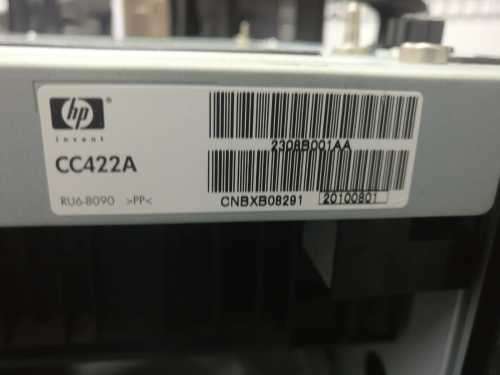 hp
®
invent
CC422A
RU6-8090 >PP<
2308B001AA
CNBXB08291 20100801